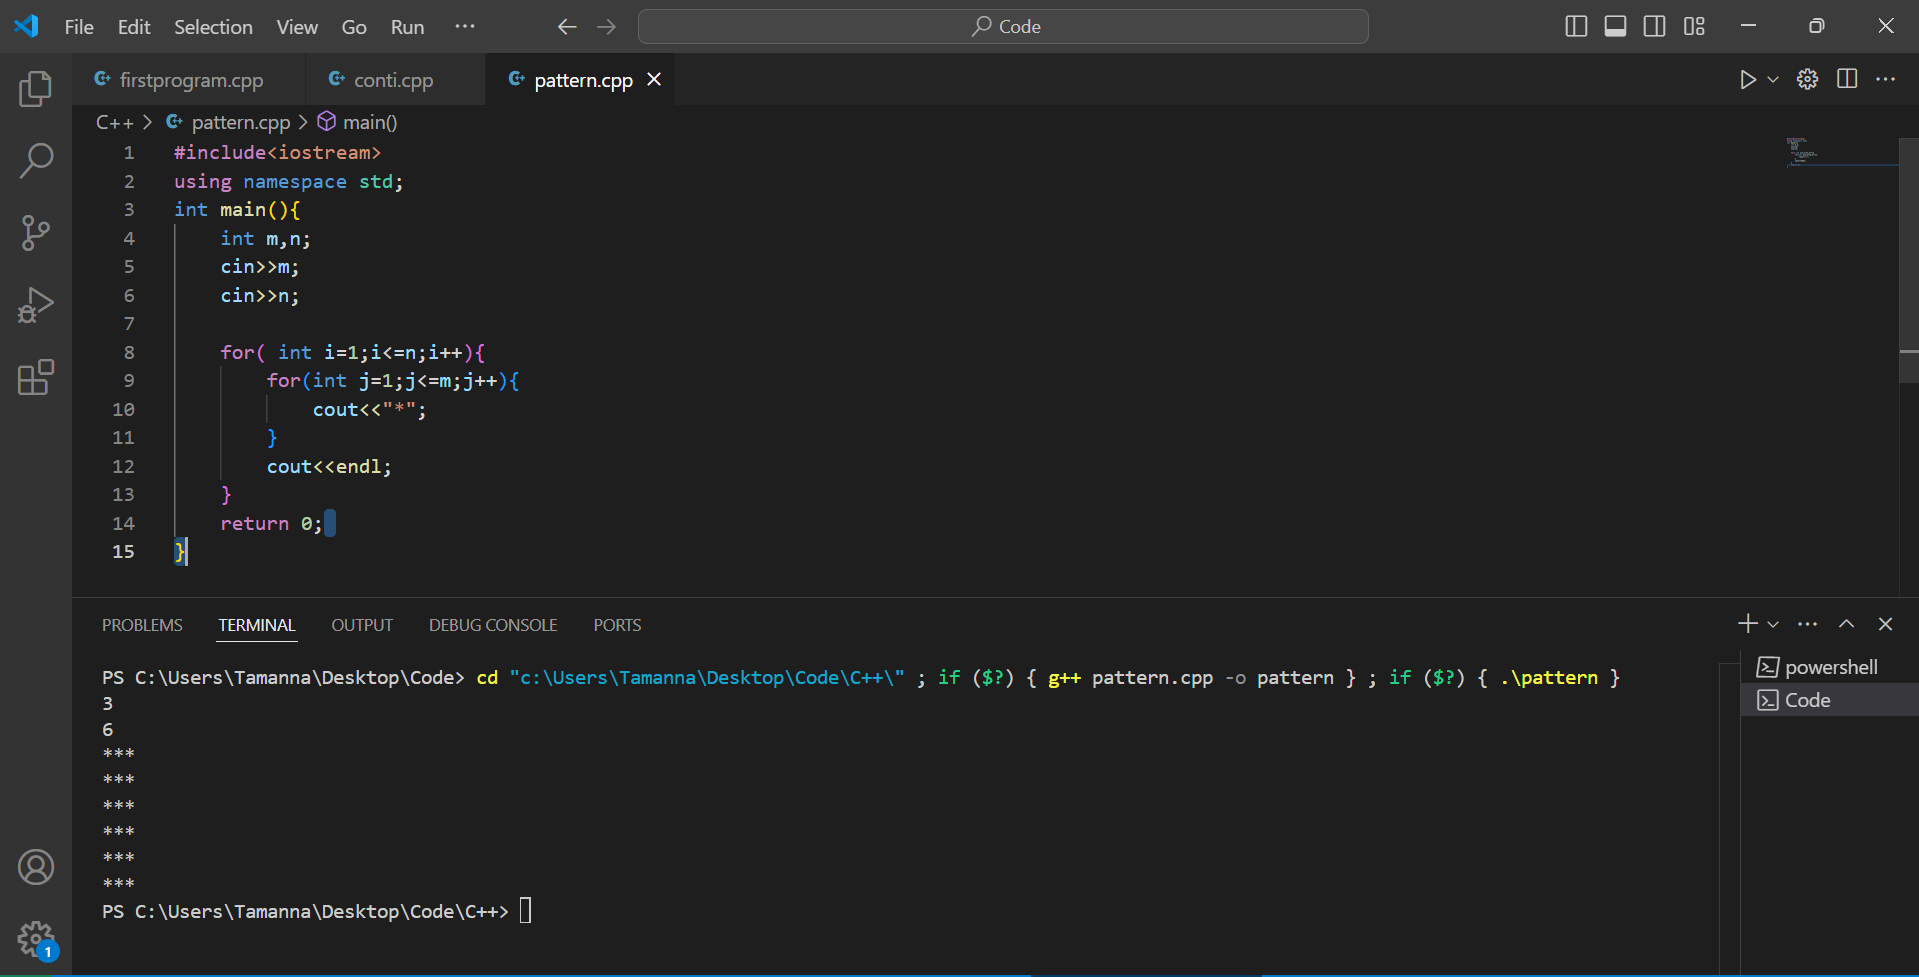 File Edit Selection View Go Run ··· Code
firstprogram.cpp conti.cpp pattern.cpp
C++ > pattern.cpp > main()
1 #include<iostream>
2 using namespace std;
3 int main(){
4     int m,n;
5     cin>>m;
6     cin>>n;
7
8     for( int i=1;i<=n;i++){
9         for(int j=1;j<=m;j++){
10             cout<<"*";
11         }
12         cout<<endl;
13     }
14     return 0;
15 }
PROBLEMS TERMINAL OUTPUT DEBUG CONSOLE PORTS
PS C:\Users\Tamanna\Desktop\Code> cd "c:\Users\Tamanna\Desktop\Code\C++\" ; if ($?) { g++ pattern.cpp -o pattern } ; if ($?) { .\pattern }
3
6
***
***
***
***
***
***
PS C:\Users\Tamanna\Desktop\Code\C++>
powershell
Code
1